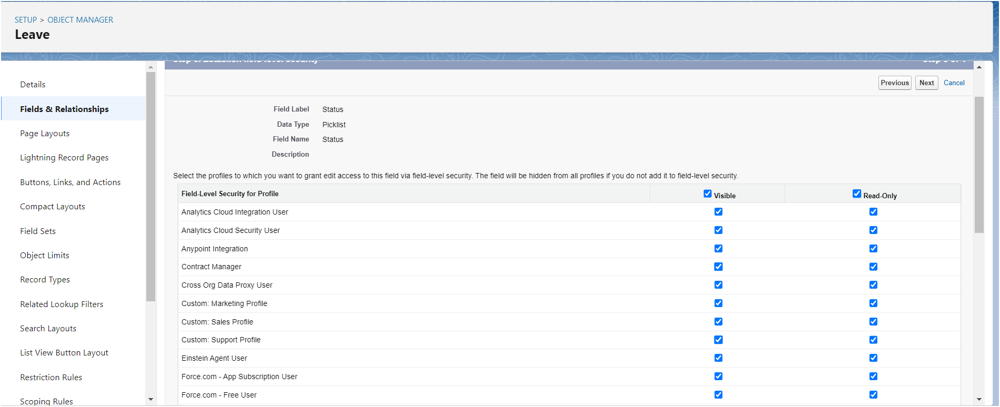 SETUP > OBJECT MANAGER
Leave
Details
Fields & Relationships
Page Layouts
Lightning Record Pages
Buttons, Links, and Actions
Compact Layouts
Field Sets
Object Limits
Record Types
Related Lookup Filters
Search Layouts
List View Button Layout
Restriction Rules
Scoping Rules
Previous Next Cancel
Field Label Status
Data Type Picklist
Field Name Status
Description
Select the profiles to which you want to grant edit access to this field via field-level security. The field will be hidden from all profiles if you do not add it to field-level security.
Field-Level Security for Profile Visible Read-Only
Analytics Cloud Integration User
Analytics Cloud Security User
Anypoint Integration
Contract Manager
Cross Org Data Proxy User
Custom: Marketing Profile
Custom: Sales Profile
Custom: Support Profile
Einstein Agent User
Force.com - App Subscription User
Force.com - Free User